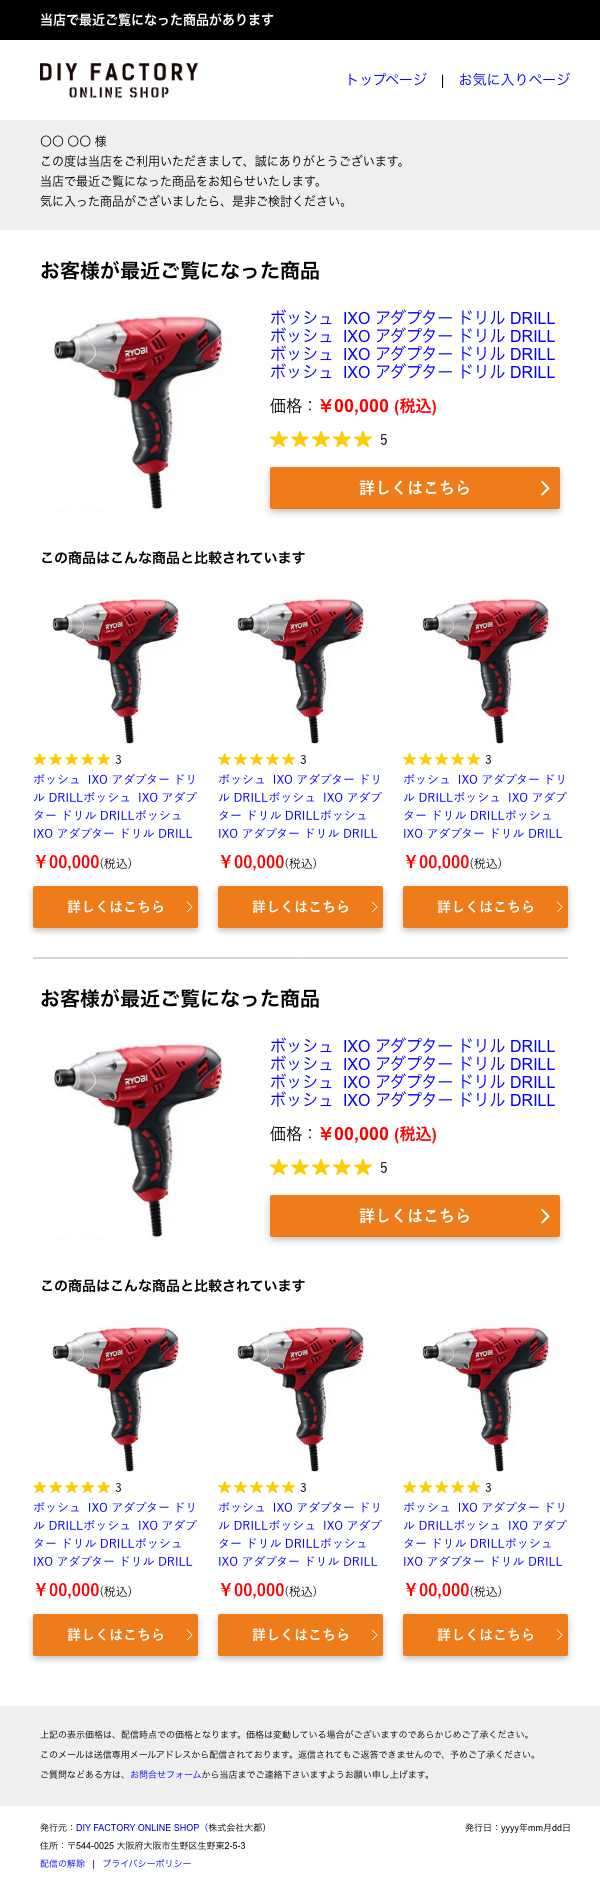 当店で最近ご覧になった商品があります
DIY FACTORY
ONLINE SHOP
トップページ | お気に入りページ
〇〇 〇〇 様
この度は当店をご利用いただきまして、誠にありがとうございます。
当店で最近ご覧になった商品をお知らせいたします。
気に入った商品がございましたら、是非ご検討ください。
お客様が最近ご覧になった商品
RYOBI
ボッシュ IXO アダプター ドリル DRILL
ボッシュ IXO アダプター ドリル DRILL
ボッシュ IXO アダプター ドリル DRILL
ボッシュ IXO アダプター ドリル DRILL
価格：￥00,000 (税込)
★★★★★ 5
詳しくはこちら
この商品はこんな商品と比較されています
RYOBI
★★★★★ 3
ボッシュ IXO アダプター ドリ
ル DRILLボッシュ IXO アダプ
ター ドリル DRILLボッシュ
IXO アダプター ドリル DRILL
￥00,000(税込)
詳しくはこちら
RYOBI
★★★★★ 3
ボッシュ IXO アダプター ドリ
ル DRILLボッシュ IXO アダプ
ター ドリル DRILLボッシュ
IXO アダプター ドリル DRILL
￥00,000(税込)
詳しくはこちら
RYOBI
★★★★★ 3
ボッシュ IXO アダプター ドリ
ル DRILLボッシュ IXO アダプ
ター ドリル DRILLボッシュ
IXO アダプター ドリル DRILL
￥00,000(税込)
詳しくはこちら
お客様が最近ご覧になった商品
RYOBI
ボッシュ IXO アダプター ドリル DRILL
ボッシュ IXO アダプター ドリル DRILL
ボッシュ IXO アダプター ドリル DRILL
ボッシュ IXO アダプター ドリル DRILL
価格：￥00,000 (税込)
★★★★★ 5
詳しくはこちら
この商品はこんな商品と比較されています
RYOBI
★★★★★ 3
ボッシュ IXO アダプター ドリ
ル DRILLボッシュ IXO アダプ
ター ドリル DRILLボッシュ
IXO アダプター ドリル DRILL
￥00,000(税込)
詳しくはこちら
RYOBI
★★★★★ 3
ボッシュ IXO アダプター ドリ
ル DRILLボッシュ IXO アダプ
ター ドリル DRILLボッシュ
IXO アダプター ドリル DRILL
￥00,000(税込)
詳しくはこちら
RYOBI
★★★★★ 3
ボッシュ IXO アダプター ドリ
ル DRILLボッシュ IXO アダプ
ター ドリル DRILLボッシュ
IXO アダプター ドリル DRILL
￥00,000(税込)
詳しくはこちら
上記の表示価格は、配信時点での価格となります。価格は変動している場合がございますのであらかじめご了承ください。
このメールは送信専用メールアドレスから配信されております。返信されてもご返答できませんので、予めご了承ください。
ご質問などある方は、お問合せフォームから当店までご連絡下さいますようお願い申し上げます。
発行元：DIY FACTORY ONLINE SHOP（株式会社大都） 発行日：yyyy年mm月dd日
住所：〒544-0025 大阪府大阪市生野区生野東2-5-3
配信の解除 | プライバシーポリシー